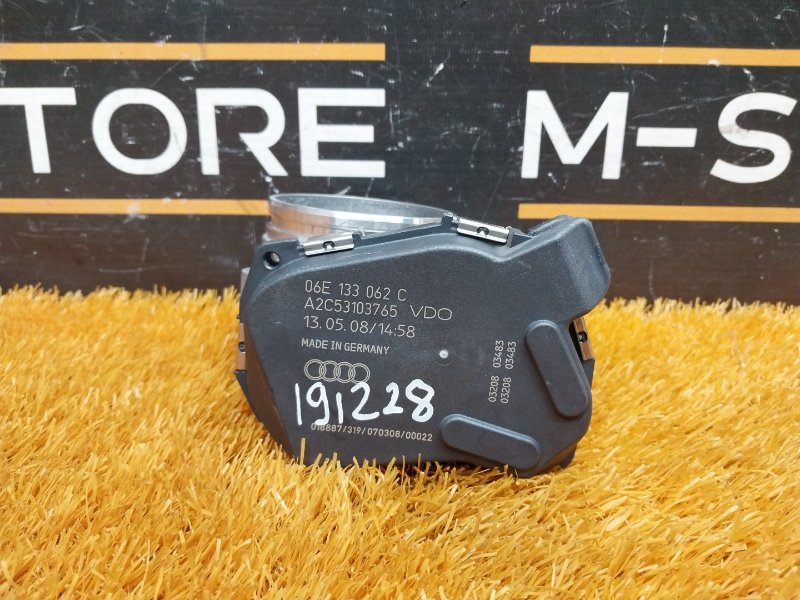 TORE M-S
06E 133 062 C
A2C53103765 VDO
13.05.08/14:58
MADE IN GERMANY
191228
018887/319/070308/00022
03208 03483
03208 03483